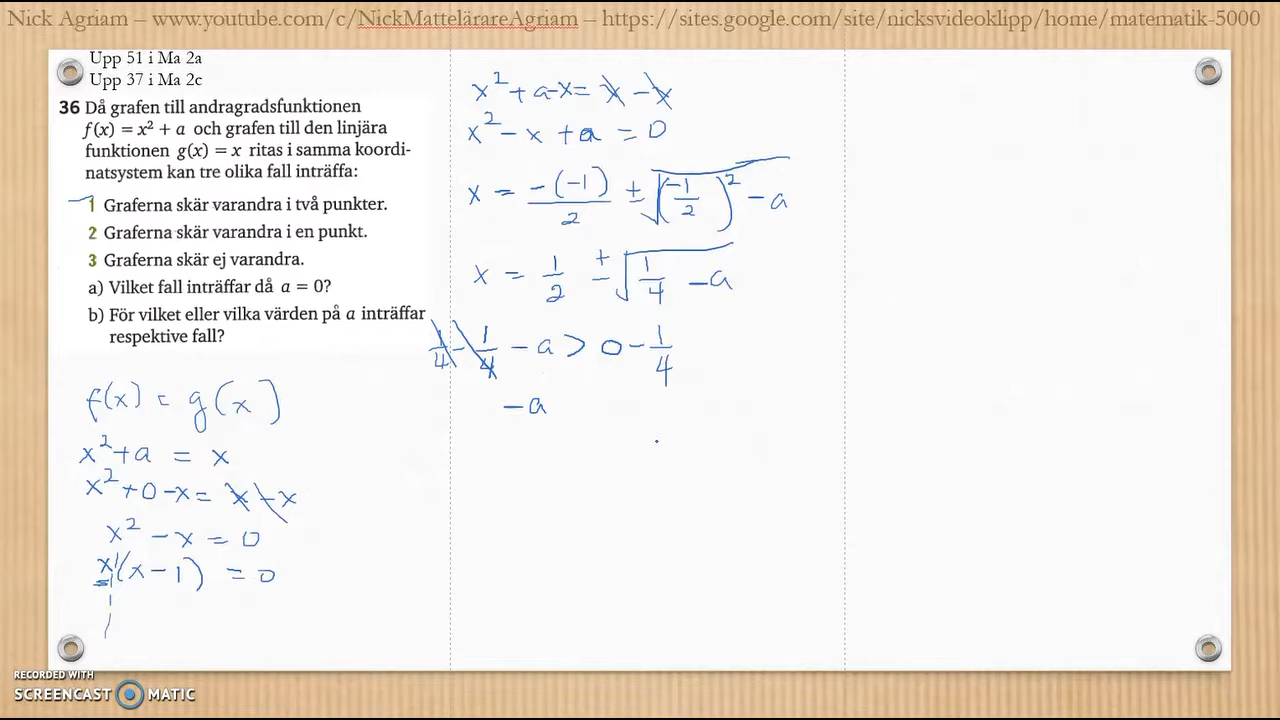 Nick Agriam – www.youtube.com/c/NickMattelärareAgriam – https://sites.google.com/site/nicksvideoklipp/home/matematik-5000
Upp 51 i Ma 2a
Upp 37 i Ma 2c
36 Då grafen till andragradsfunktionen
f(x) = x² + a och grafen till den linjära
funktionen g(x) = x ritas i samma koordi-
natsystem kan tre olika fall inträffa:
1 Graferna skär varandra i två punkter.
2 Graferna skär varandra i en punkt.
3 Graferna skär ej varandra.
a) Vilket fall inträffar då a = 0?
b) För vilket eller vilka värden på a inträffar
respektive fall?
f(x) = g(x)
x² + a = x
x² + 0 - x = x - x
x² - x = 0
x(x - 1) = 0
x² + a - x = x - x
x² - x + a = 0
x = -(-1)/2 ± √((-1/2)² - a)
x = 1/2 ± √(1/4 - a)
1/4 - 1/4 - a > 0 - 1/4
- a
RECORDED WITH
SCREENCAST MATIC